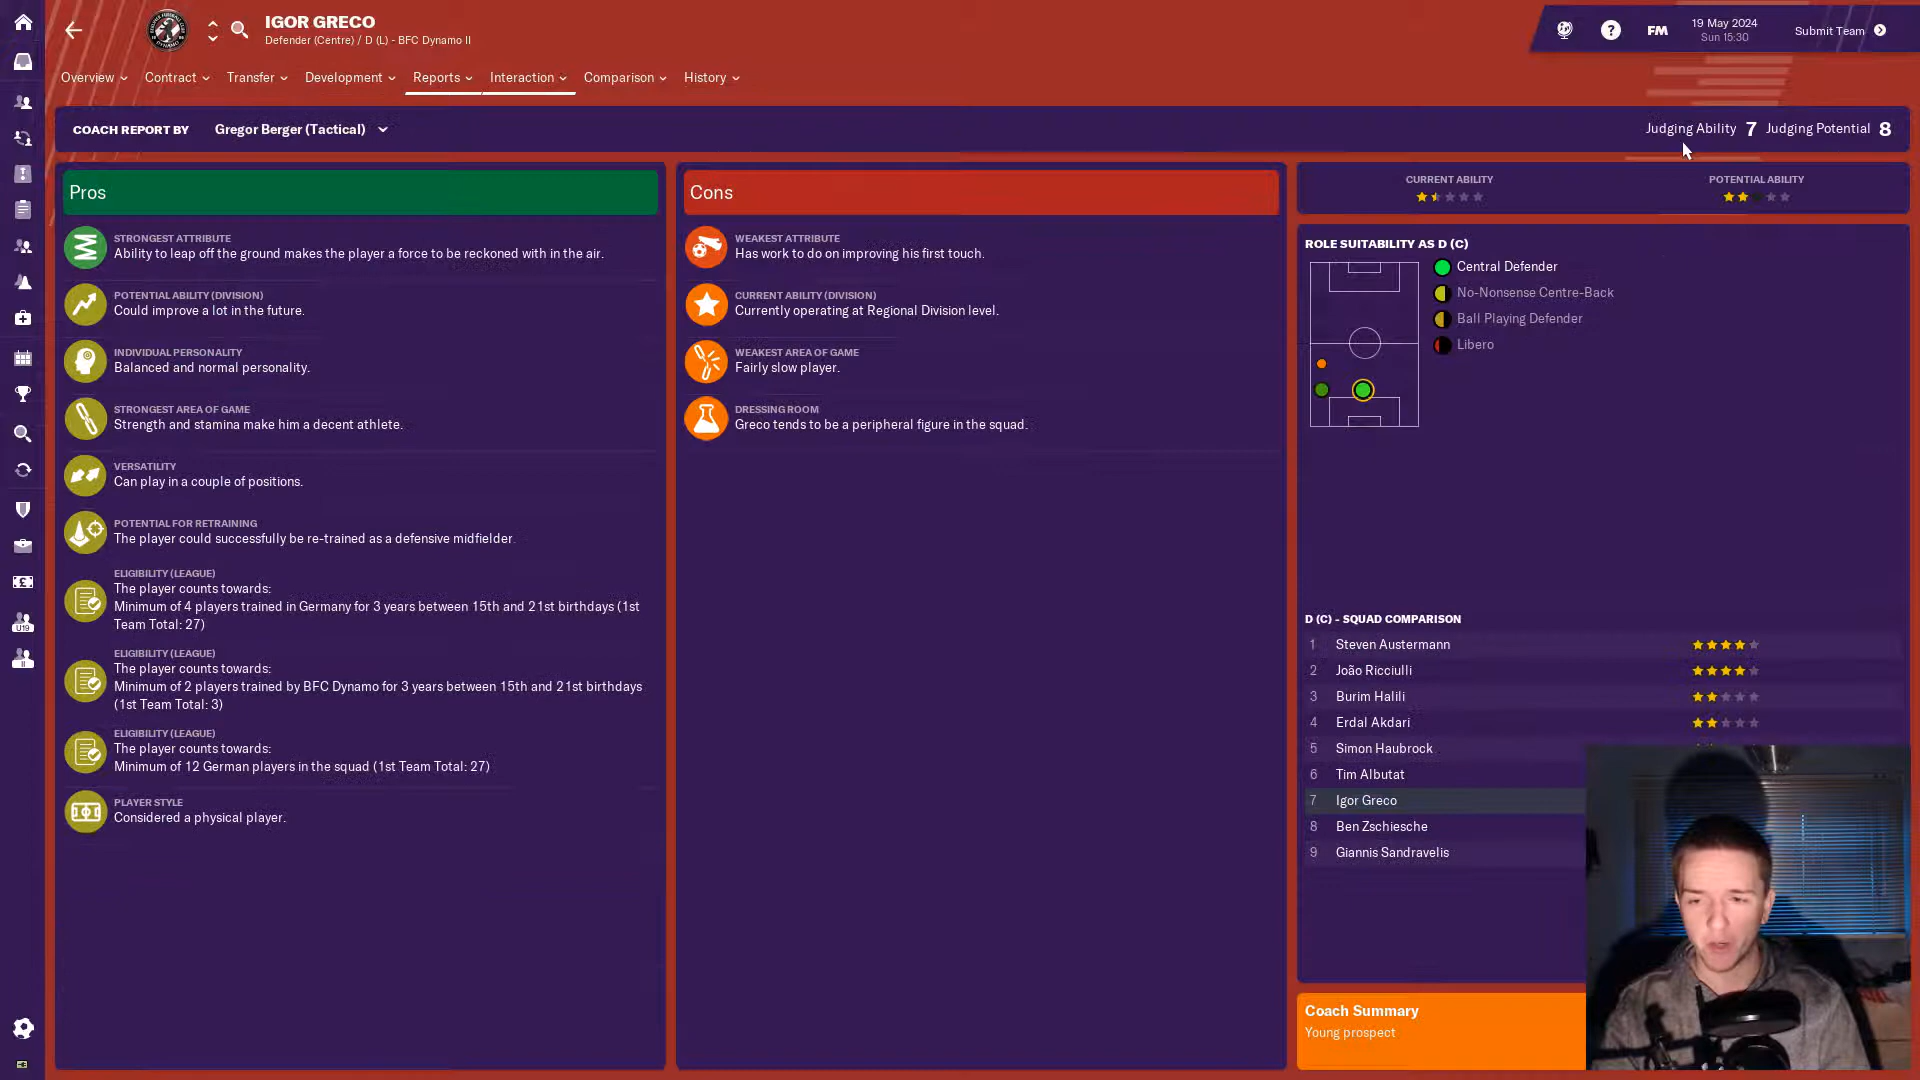 IGOR GRECO
Defender (Centre) / D (L) - BFC Dynamo II
FM
19 May 2024
Sun 15:30
Submit Team
Overview
Contract
Transfer
Development
Reports
Interaction
Comparison
History
COACH REPORT BY
Gregor Berger (Tactical)
Judging Ability 7 Judging Potential 8
Pros
STRONGEST ATTRIBUTE
Ability to leap off the ground makes the player a force to be reckoned with in the air.
POTENTIAL ABILITY (DIVISION)
Could improve a lot in the future.
INDIVIDUAL PERSONALITY
Balanced and normal personality.
STRONGEST AREA OF GAME
Strength and stamina make him a decent athlete.
VERSATILITY
Can play in a couple of positions.
POTENTIAL FOR RETRAINING
The player could successfully be re-trained as a defensive midfielder.
ELIGIBILITY (LEAGUE)
The player counts towards:
Minimum of 4 players trained in Germany for 3 years between 15th and 21st birthdays (1st
Team Total: 27)
ELIGIBILITY (LEAGUE)
The player counts towards:
Minimum of 2 players trained by BFC Dynamo for 3 years between 15th and 21st birthdays
(1st Team Total: 3)
ELIGIBILITY (LEAGUE)
The player counts towards:
Minimum of 12 German players in the squad (1st Team Total: 27)
PLAYER STYLE
Considered a physical player.
Cons
WEAKEST ATTRIBUTE
Has work to do on improving his first touch.
CURRENT ABILITY (DIVISION)
Currently operating at Regional Division level.
WEAKEST AREA OF GAME
Fairly slow player.
DRESSING ROOM
Greco tends to be a peripheral figure in the squad.
CURRENT ABILITY
POTENTIAL ABILITY
ROLE SUITABILITY AS D (C)
Central Defender
No-Nonsense Centre-Back
Ball Playing Defender
Libero
D (C) - SQUAD COMPARISON
1 Steven Austermann
2 João Ricciulli
3 Burim Halili
4 Erdal Akdari
5 Simon Haubrock
6 Tim Albutat
7 Igor Greco
8 Ben Zschiesche
9 Giannis Sandravelis
Coach Summary
Young prospect
U19
II